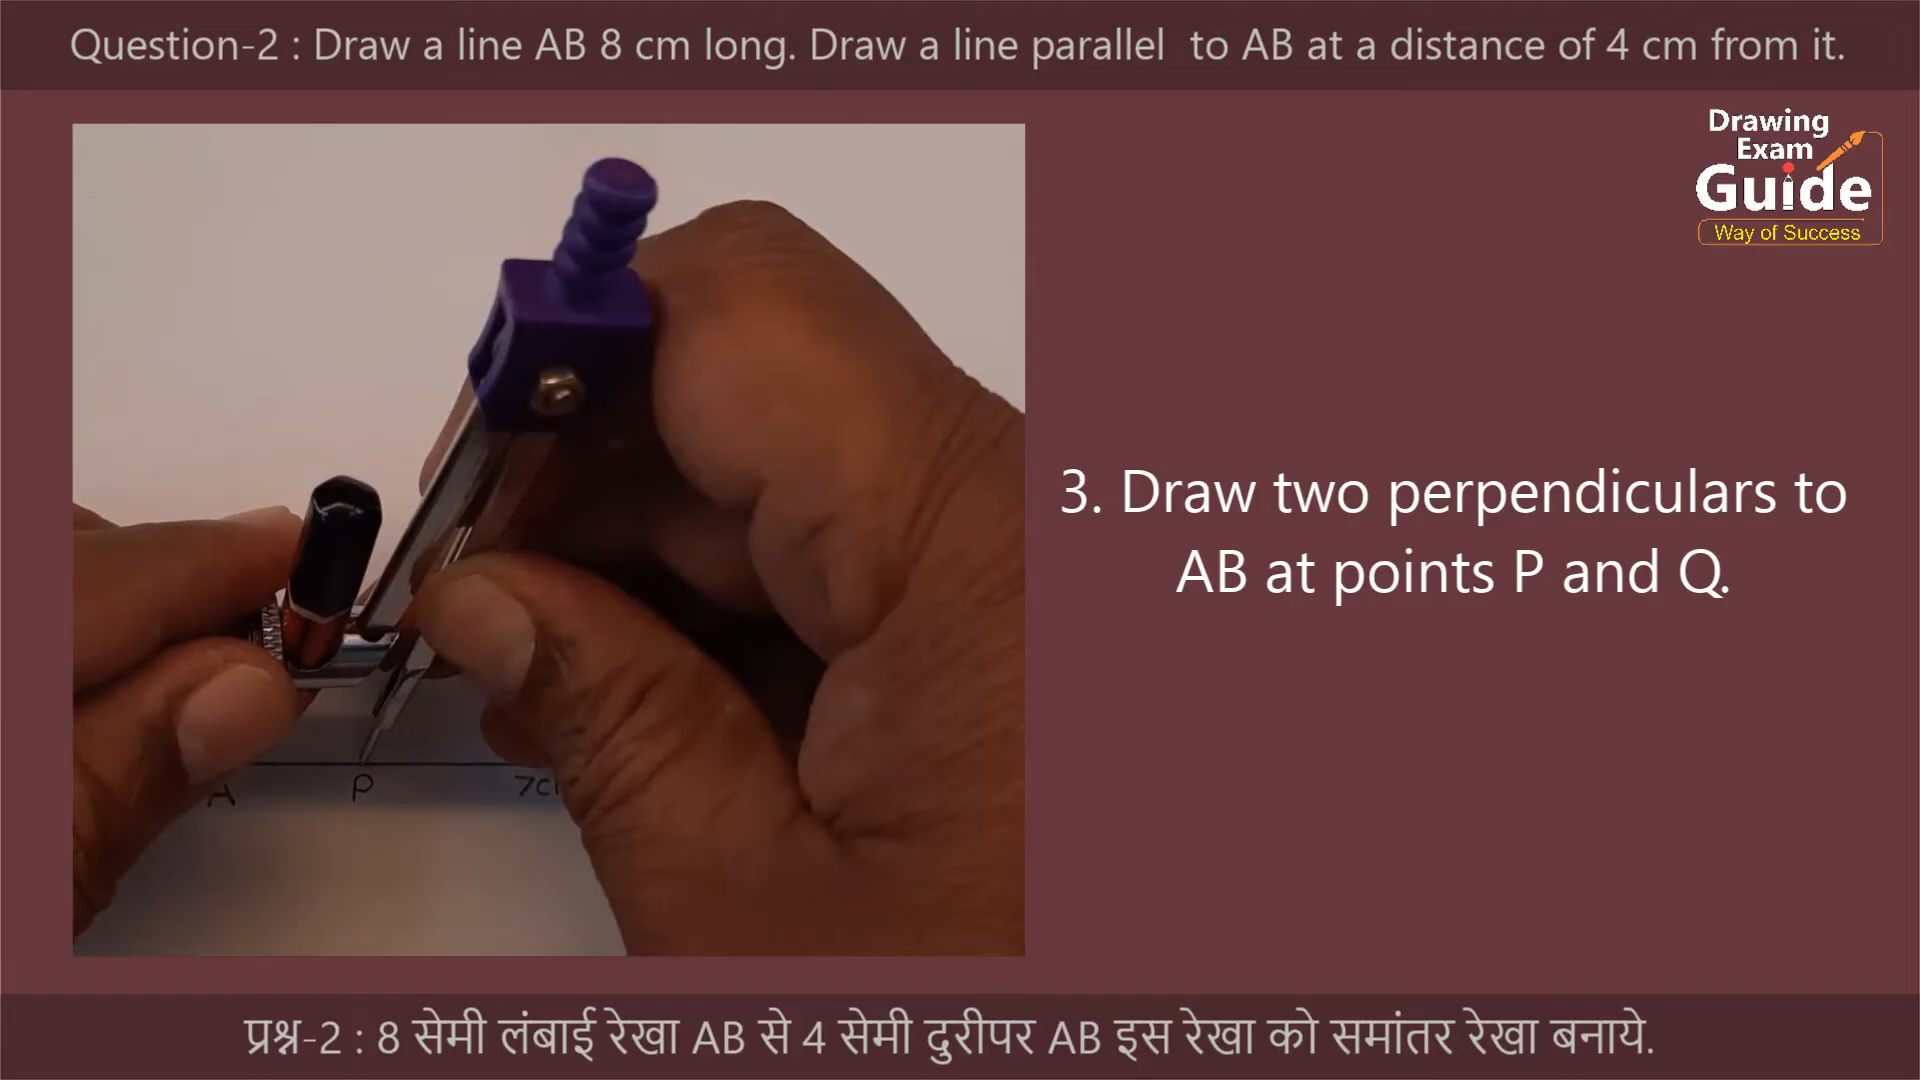 Question-2 : Draw a line AB 8 cm long. Draw a line parallel to AB at a distance of 4 cm from it.
Drawing
Exam
Guide
Way of Success
3. Draw two perpendiculars to
AB at points P and Q.
A P 7c
प्रश्न-2 : 8 सेमी लंबाई रेखा AB से 4 सेमी दुरीपर AB इस रेखा को समांतर रेखा बनाये.